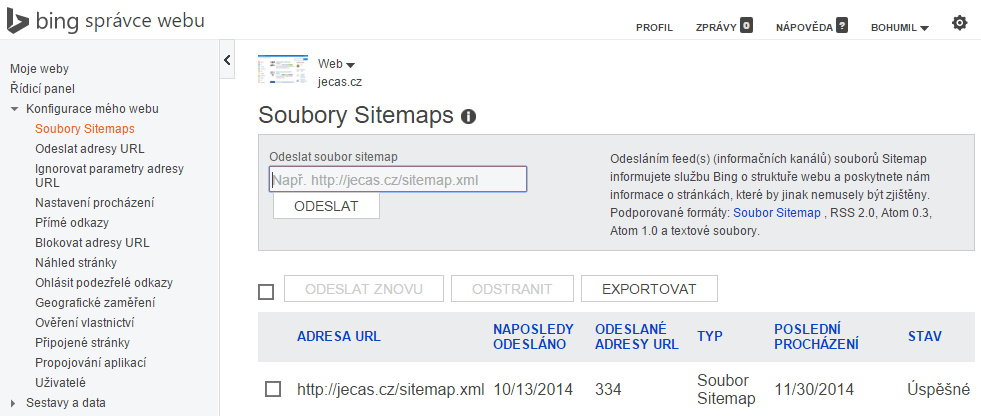 bing správce webu
PROFIL
ZPRÁVY 0
NÁPOVĚDA ?
BOHUMIL
Moje weby
Řídicí panel
Konfigurace mého webu
Soubory Sitemaps
Odeslat adresy URL
Ignorovat parametry adresy
URL
Nastavení procházení
Přímé odkazy
Blokovat adresy URL
Náhled stránky
Ohlásit podezřelé odkazy
Geografické zaměření
Ověření vlastnictví
Připojené stránky
Propojování aplikací
Uživatelé
Sestavy a data
Web
jecas.cz
Soubory Sitemaps
Odeslat soubor sitemap
Např. http://jecas.cz/sitemap.xml
ODESLAT
Odesláním feed(s) (informačních kanálů) souborů Sitemap
informujete službu Bing o struktuře webu a poskytnete nám
informace o stránkách, které by jinak nemusely být zjištěny.
Podporované formáty: Soubor Sitemap , RSS 2.0, Atom 0.3,
Atom 1.0 a textové soubory.
ODESLAT ZNOVU
ODSTRANIT
EXPORTOVAT
ADRESA URL
NAPOSLEDY
ODESLÁNO
ODESLANÉ
ADRESY URL
TYP
POSLEDNÍ
PROCHÁZENÍ
STAV
http://jecas.cz/sitemap.xml
10/13/2014
334
Soubor
Sitemap
11/30/2014
Úspěšné